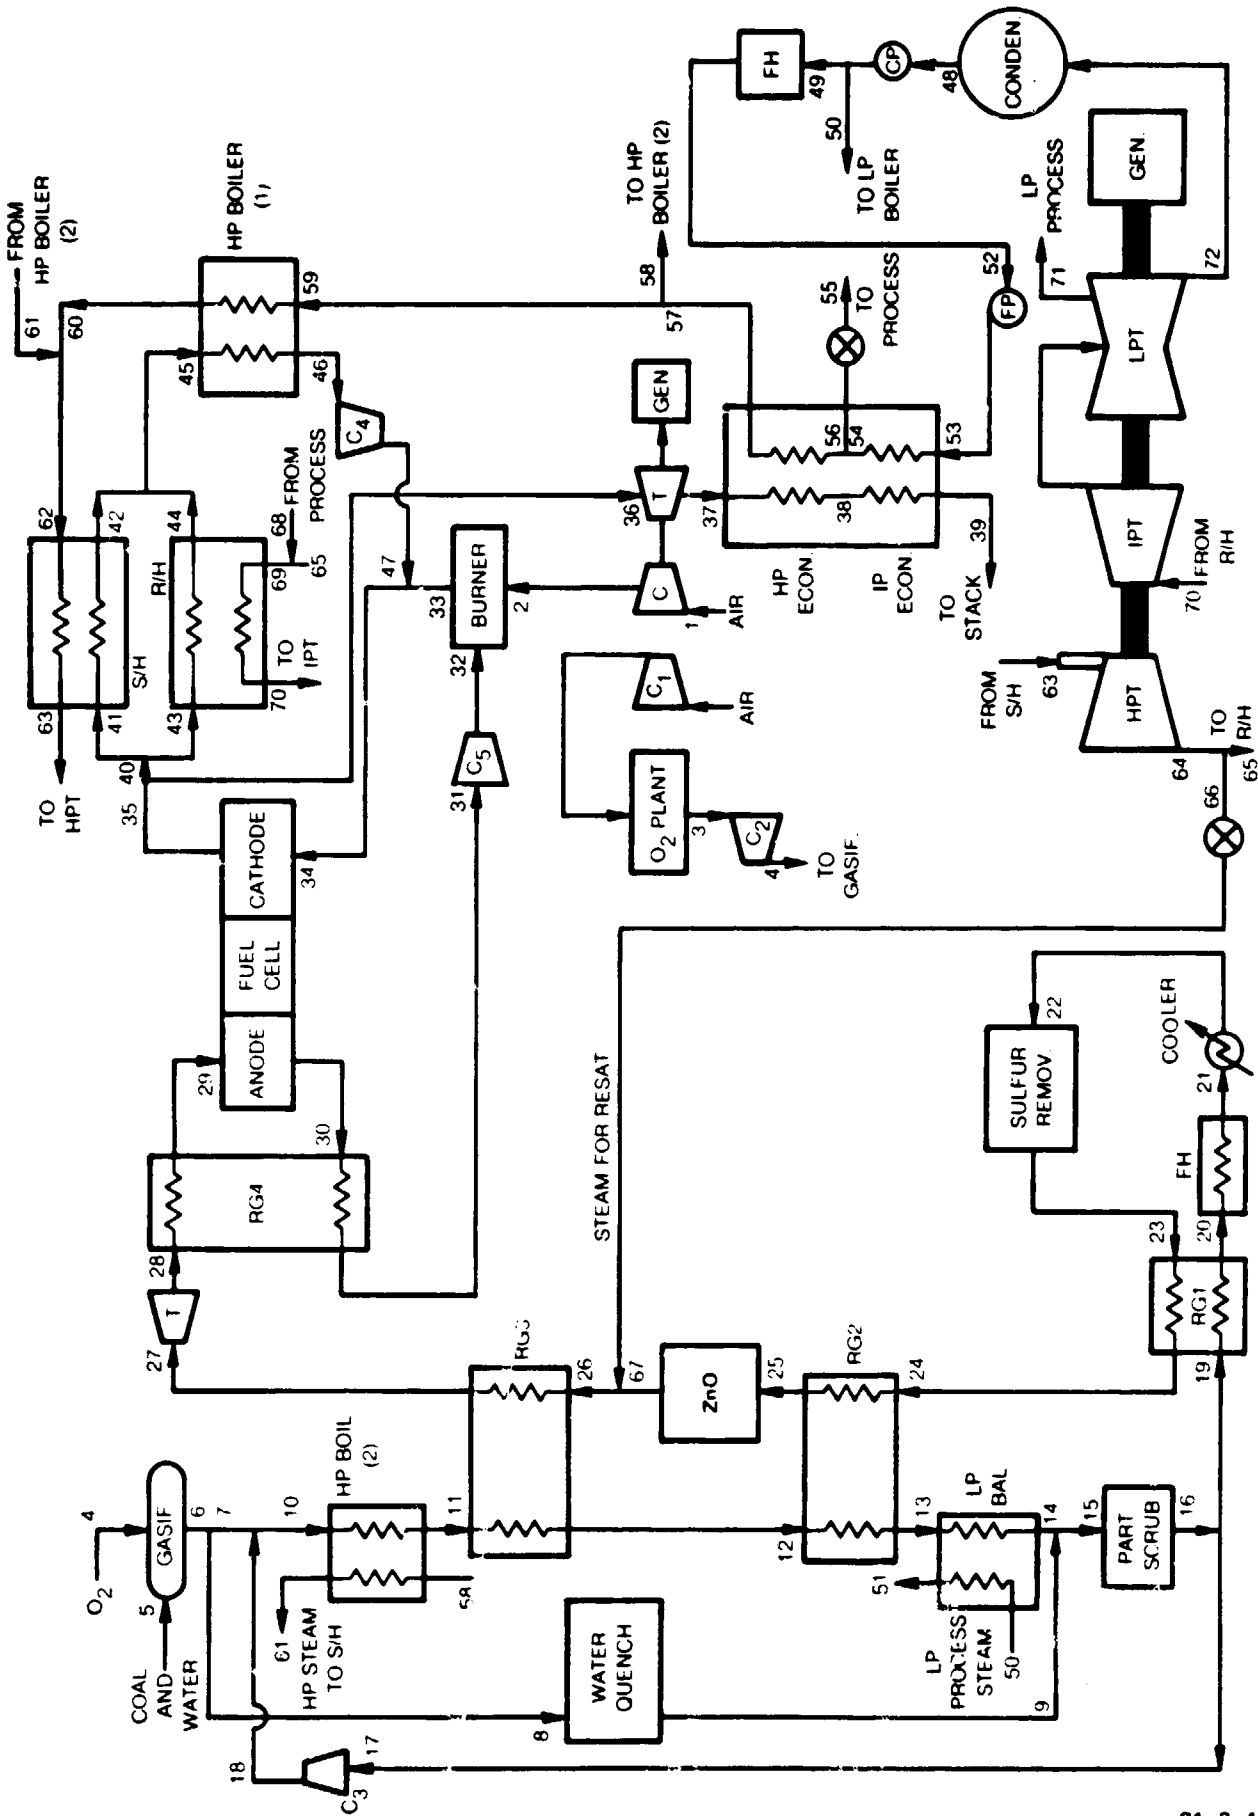 COAL
AND
WATER
5
O2
4
GASIF
6
7
8
10
18
C3
17
61
HP STEAM
TO S/H
58
HP BOIL
(2)
11
RG3
26
27
T
28
RG4
29
30
ANODE
FUEL
CELL
CATHODE
34
35
40
41
42
43
44
63
TO
HPT
S/H
62
R/H
70
TO
IPT
69
65
68
FROM
PROCESS
60
61
FROM
HP BOILER
(2)
HP BOILER
(1)
45
46
59
C4
47
31
C5
32
BURNER
33
2
WATER
QUENCH
9
12
RG2
24
25
ZnO
67
STEAM FOR RESAT
13
LP
BAL
14
51
LP
PROCESS
STEAM
50
15
PART
SCRUB
16
19
RG1
20
23
FH
21
COOLER
22
SULFUR
REMOV.
O2 PLANT
3
C2
4
TO
GASIF.
C1
AIR
C
1
AIR
T
36
GEN
37
38
39
HP
ECON.
IP
ECON.
TO
STACK
53
54
56
55
TO
PROCESS
57
58
TO HP
BOILER (2)
FP
52
50
TO LP
BOILER
FH
49
CP
48
CONDEN.
66
64
65
TO
R/H
HPT
63
FROM
S/H
70
FROM
R/H
IPT
LPT
71
LP
PROCESS
72
GEN.